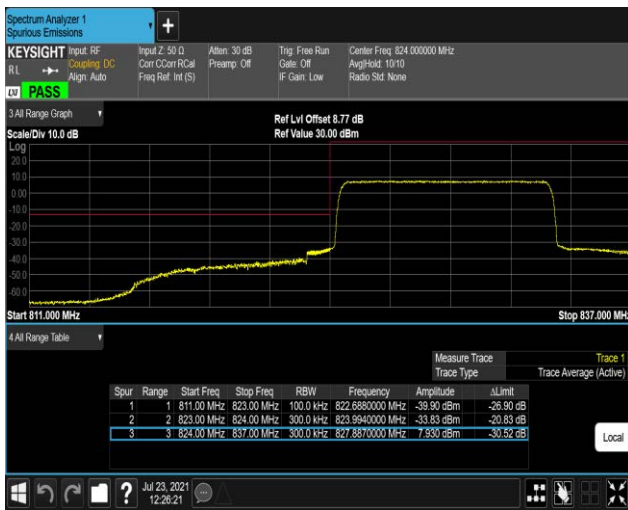 Spectrum Analyzer 1
Spurious Emissions
+
KEYSIGHT Input: RF Input Z: 50 Ω Atten: 30 dB Trig: Free Run Center Freq: 824.000000 MHz
RL Coupling: DC Corr CCorr RCal Preamp: Off Gate: Off Avg|Hold: 10/10
Align: Auto Freq Ref: Int (S) IF Gain: Low Radio Std: None
LXI PASS
3 All Range Graph
Ref Lvl Offset 8.77 dB
Scale/Div 10.0 dB Ref Value 30.00 dBm
Log
20.0
10.0
0.00
-10.0
-20.0
-30.0
-40.0
-50.0
-60.0
Start 811.000 MHz Stop 837.000 MHz
4 All Range Table
Measure Trace Trace 1
Trace Type Trace Average (Active)
Spur Range Start Freq Stop Freq RBW Frequency Amplitude ΔLimit
1 1 811.00 MHz 823.00 MHz 100.0 kHz 822.6880000 MHz -39.90 dBm -26.90 dB
2 2 823.00 MHz 824.00 MHz 300.0 kHz 823.9940000 MHz -33.83 dBm -20.83 dB
3 3 824.00 MHz 837.00 MHz 300.0 kHz 827.8870000 MHz 7.930 dBm -30.52 dB
Local
? Jul 23, 2021
12:26:21